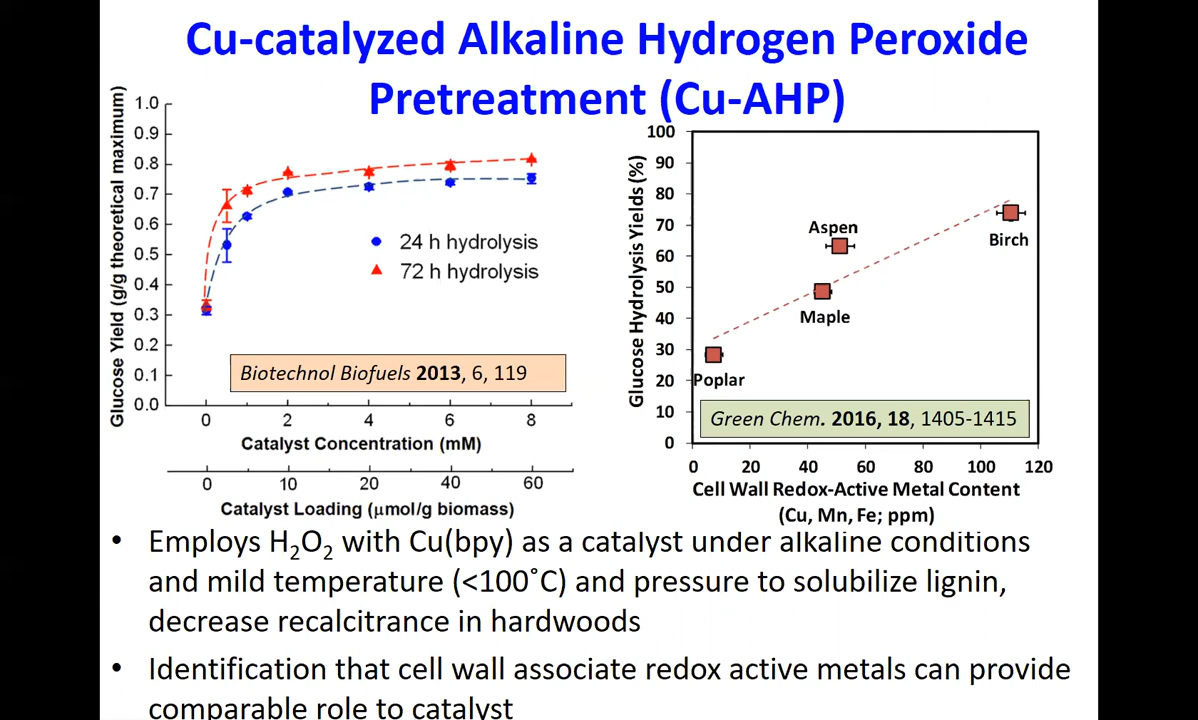 Cu-catalyzed Alkaline Hydrogen Peroxide
Pretreatment (Cu-AHP)
Glucose Yield (g/g theoretical maximum)
1.0
0.9
0.8
0.7
0.6
0.5
0.4
0.3
0.2
0.1
0.0
24 h hydrolysis
72 h hydrolysis
Biotechnol Biofuels 2013, 6, 119
0 2 4 6 8
Catalyst Concentration (mM)
0 10 20 40 60
Catalyst Loading (μmol/g biomass)
Glucose Hydrolysis Yields (%)
100
90
80
70
60
50
40
30
20
10
0
Aspen
Birch
Maple
Poplar
Green Chem. 2016, 18, 1405-1415
0 20 40 60 80 100 120
Cell Wall Redox-Active Metal Content
(Cu, Mn, Fe; ppm)
• Employs H₂O₂ with Cu(bpy) as a catalyst under alkaline conditions
and mild temperature (<100˚C) and pressure to solubilize lignin,
decrease recalcitrance in hardwoods
• Identification that cell wall associate redox active metals can provide
comparable role to catalyst